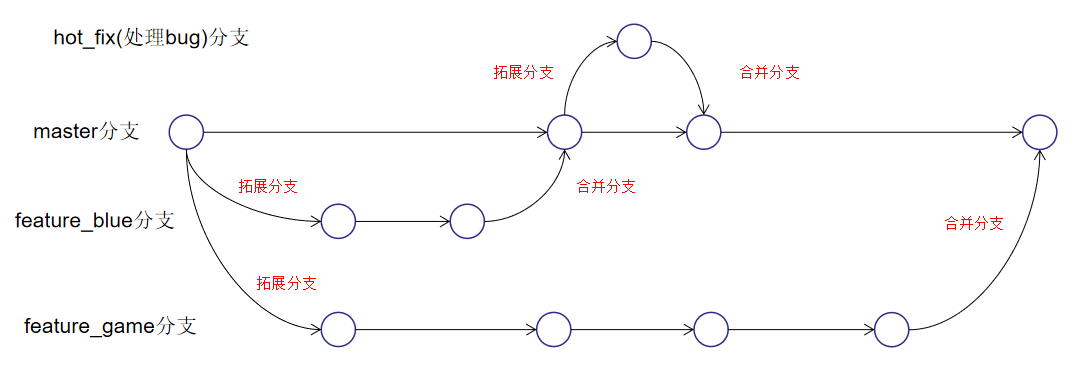 hot_fix(处理bug)分支
拓展分支
合并分支
master分支
拓展分支
合并分支
feature_blue分支
合并分支
拓展分支
feature_game分支